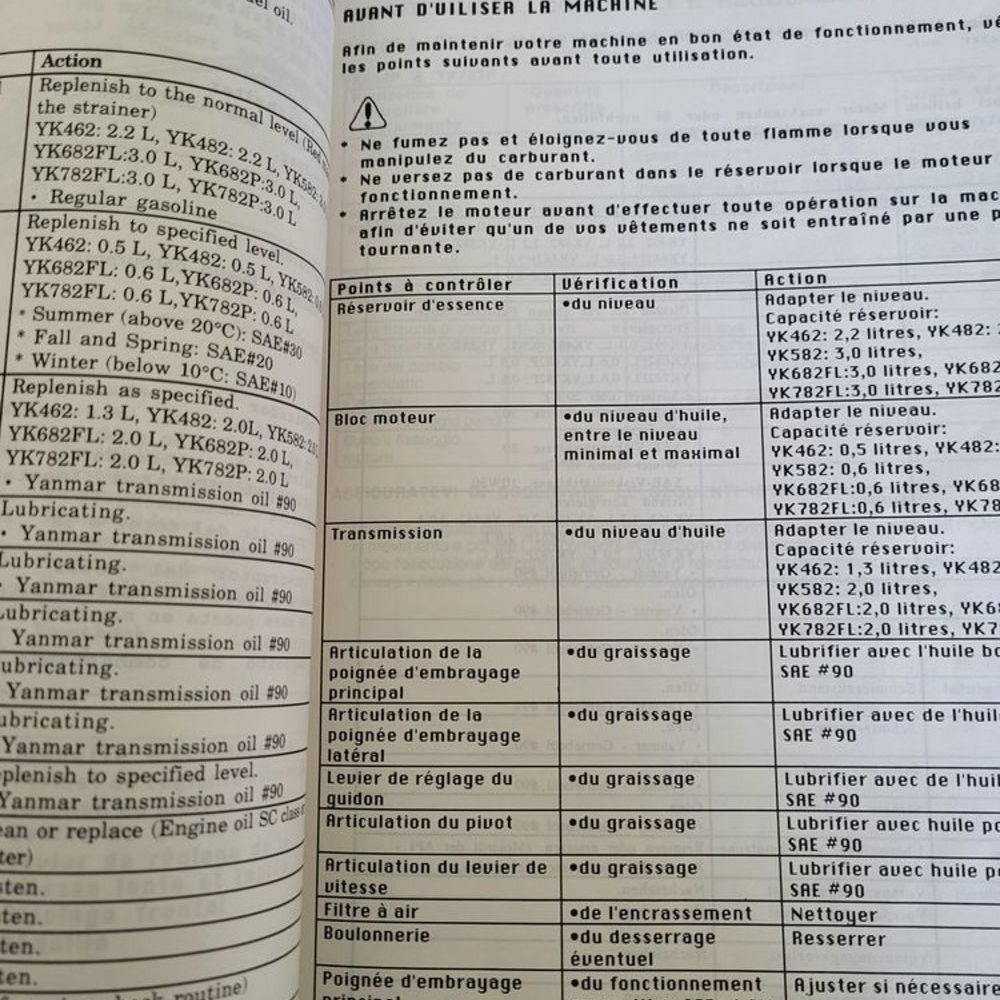 el oil.
Action
Replenish to the normal level (Red
the strainer)
YK462: 2.2 L, YK482: 2.2 L, YK582:
YK682FL:3.0 L, YK682P:3.0 L,
YK782FL:3.0 L, YK782P:3.0 L
・ Regular gasoline
Replenish to specified level.
YK462: 0.5 L, YK482: 0.5 L, YK582:
YK682FL: 0.6 L, YK682P: 0.6 L,
YK782FL: 0.6 L,YK782P: 0.6 L
* Summer (above 20°C): SAE#30
* Fall and Spring: SAE#20
* Winter (below 10°C: SAE#10)
Replenish as specified.
YK462: 1.3 L, YK482: 2.0L, YK582:
YK682FL: 2.0 L, YK682P: 2.0 L,
YK782FL: 2.0 L, YK782P: 2.0 L
・ Yanmar transmission oil #90
Lubricating.
・ Yanmar transmission oil #90
Lubricating.
・ Yanmar transmission oil #90
Lubricating.
Yanmar transmission oil #90
ubricating.
Yanmar transmission oil #90
ubricating.
Yanmar transmission oil #90
plenish to specified level.
Yanmar transmission oil #90
ean or replace (Engine oil SC class
ter)
sten.
ten.
ten.
ten.
routine)
AVANT D'UILISER LA MACHINE
Afin de maintenir votre machine en bon état de fonctionnement, vé
les points suivants avant toute utilisation.
* Ne fumez pas et éloignez-vous de toute flamme lorsque vous
manipulez du carburant.
* Ne versez pas de carburant dans le réservoir lorsque le moteur
fonctionnement.
* Arrêtez le moteur avant d'effectuer toute opération sur la mac
afin d'éviter qu'un de vos vêtements ne soit entraîné par une p
tournante.
Points à contrôler Vérification Action
Réservoir d'essence •du niveau Adapter le niveau.
Capacité réservoir:
YK462: 2,2 litres, YK482:
YK582: 3,0 litres,
YK682FL:3,0 litres, YK682
YK782FL:3,0 litres, YK782
Bloc moteur •du niveau d'huile, Adapter le niveau.
entre le niveau Capacité réservoir:
minimal et maximal YK462: 0,5 litres, YK482:
YK582: 0,6 litres,
YK682FL:0,6 litres, YK68
YK782FL:0,6 litres, YK78
Transmission •du niveau d'huile Adapter le niveau.
Capacité réservoir:
YK462: 1,3 litres, YK482
YK582: 2,0 litres,
YK682FL:2,0 litres, YK6
YK782FL:2,0 litres, YK7
Articulation de la •du graissage Lubrifier avec l'huile bo
poignée d'embrayage SAE #90
principal
Articulation de la •du graissage Lubrifier avec de l'huil
poignée d'embrayage SAE #90
latéral
Levier de réglage du •du graissage Lubrifier avec de l'huil
guidon SAE #90
Articulation du pivot •du graissage Lubrifier avec huile po
SAE #90
Articulation du levier de •du graissage Lubrifier avec huile p
vitesse SAE #90
Filtre à air •de l'encrassement Nettoyer
Boulonnerie •du desserrage Resserrer
éventuel
Poignée d'embrayage •du fonctionnement Ajuster si nécessaire